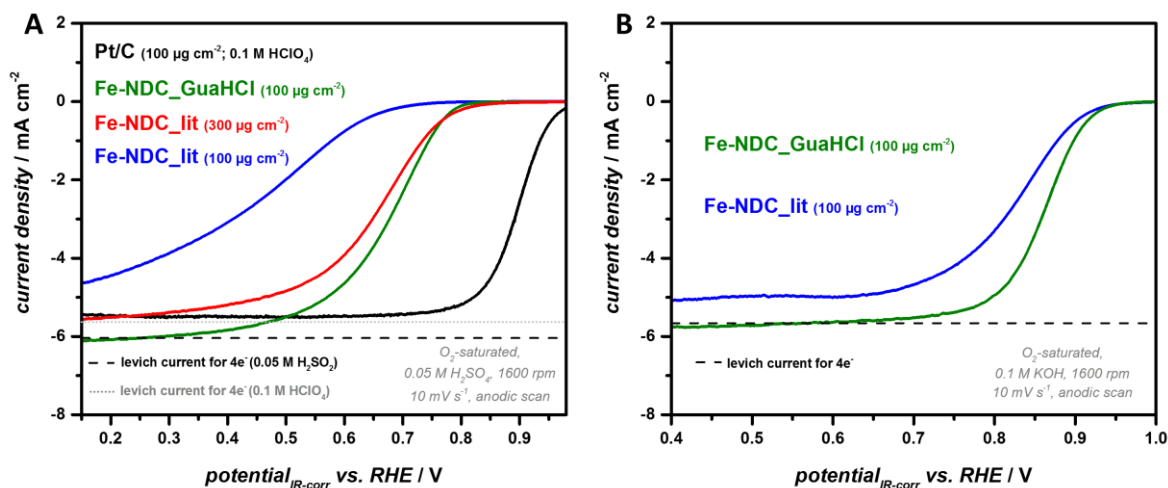 A
Pt/C (100 µg cm⁻²; 0.1 M HClO₄)
Fe-NDC_GuaHCl (100 µg cm⁻²)
Fe-NDC_lit (300 µg cm⁻²)
Fe-NDC_lit (100 µg cm⁻²)
levich current for 4e⁻ (0.05 M H₂SO₂)
levich current for 4e⁻ (0.1 M HClO₄)
O₂-saturated,
0.05 M H₂SO₄, 1600 rpm
10 mV s⁻¹, anodic scan
current density / mA cm⁻²
2
0
-2
-4
-6
-8
0.2 0.3 0.4 0.5 0.6 0.7 0.8 0.9
potential_IR-corr vs. RHE / V
B
Fe-NDC_GuaHCl (100 µg cm⁻²)
Fe-NDC_lit (100 µg cm⁻²)
levich current for 4e⁻
O₂-saturated,
0.1 M KOH, 1600 rpm
10 mV s⁻¹, anodic scan
current density / mA cm⁻²
2
0
-2
-4
-6
-8
0.4 0.5 0.6 0.7 0.8 0.9 1.0
potential_IR-corr vs. RHE / V